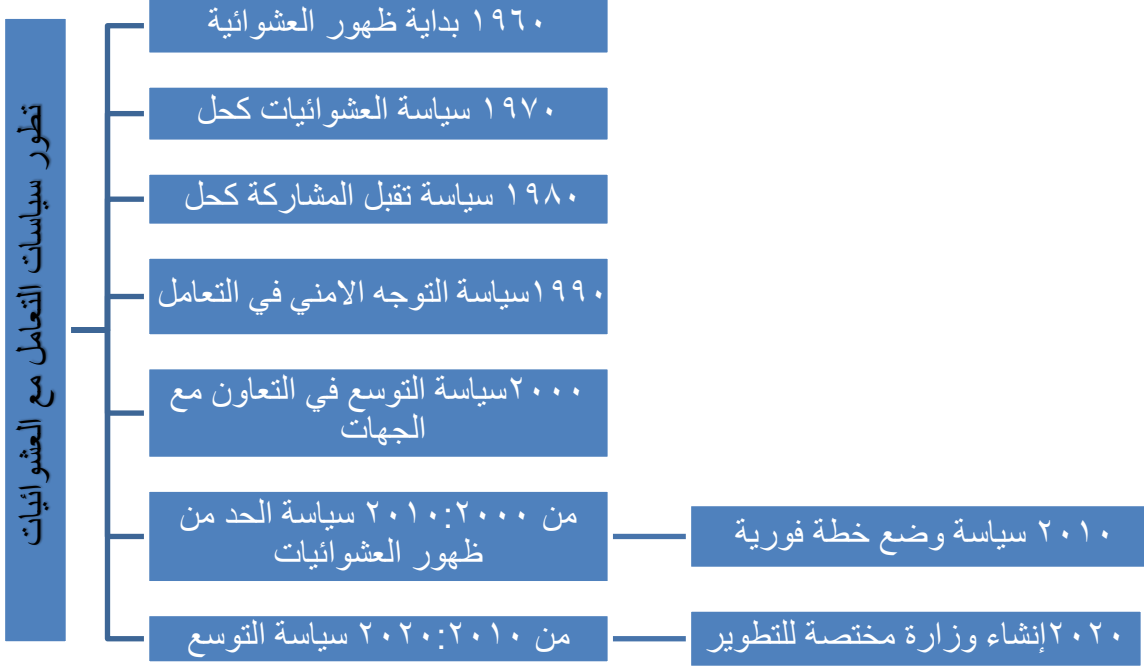 تطور سياسات التعامل مع العشوائيات
١٩٦٠ بداية ظهور العشوائية
١٩٧٠ سياسة العشوائيات كحل
١٩٨٠ سياسة تقبل المشاركة كحل
١٩٩٠سياسة التوجه الامني في التعامل
٢٠٠٠سياسة التوسع في التعاون مع
الجهات
من ٢٠٠٠:٢٠١٠ سياسة الحد من
ظهور العشوائيات
٢٠١٠ سياسة وضع خطة فورية
من ٢٠١٠:٢٠٢٠ سياسة التوسع
٢٠٢٠إنشاء وزارة مختصة للتطوير